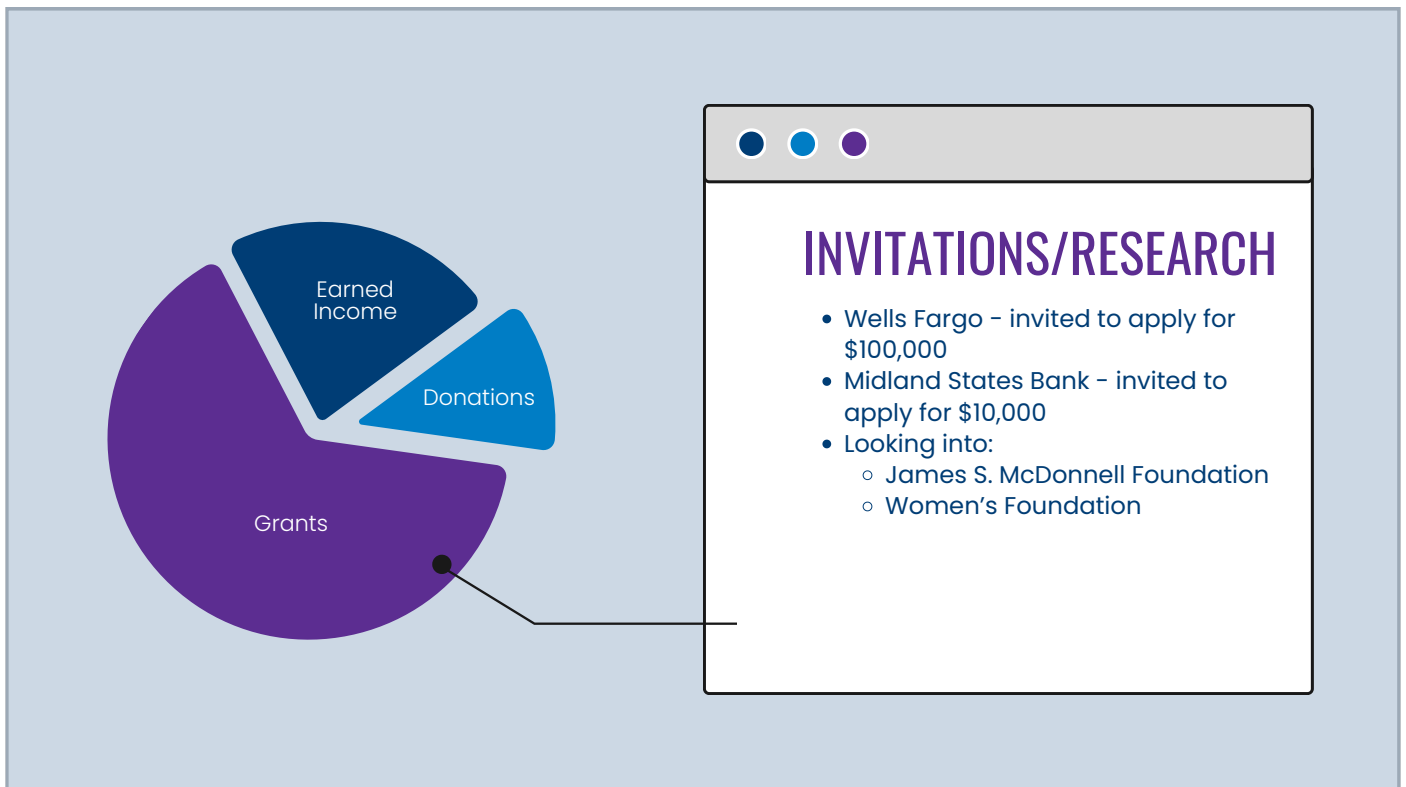 Earned
Income
Donations
Grants
INVITATIONS/RESEARCH
• Wells Fargo - invited to apply for
$100,000
• Midland States Bank - invited to
apply for $10,000
• Looking into:
○ James S. McDonnell Foundation
○ Women’s Foundation